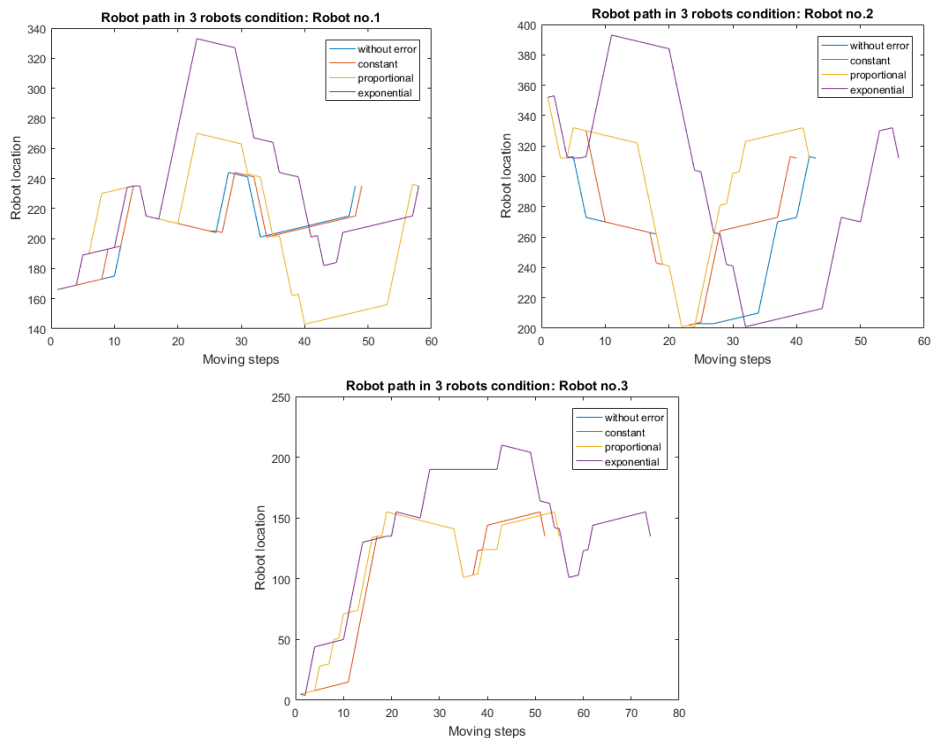 Robot path in 3 robots condition: Robot no.1
340
320
300
280
260
240
220
200
180
160
140
0
10
20
30
40
50
60
Robot location
Moving steps
without error
constant
proportional
exponential
Robot path in 3 robots condition: Robot no.2
400
380
360
340
320
300
280
260
240
220
200
0
10
20
30
40
50
60
Robot location
Moving steps
without error
constant
proportional
exponential
Robot path in 3 robots condition: Robot no.3
250
200
150
100
50
0
0
10
20
30
40
50
60
70
80
Robot location
Moving steps
without error
constant
proportional
exponential